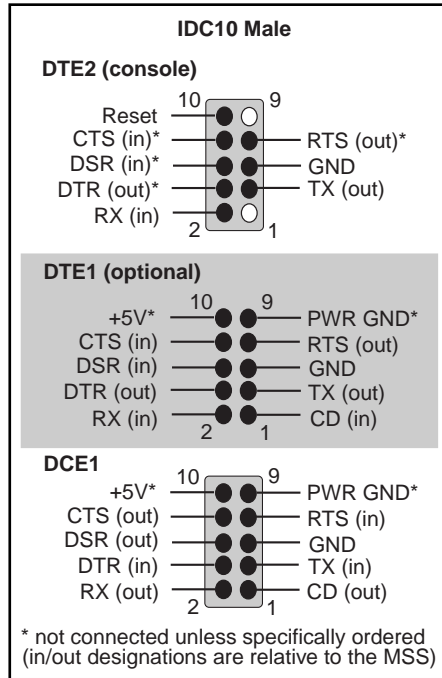 IDC10 Male
DTE2 (console)
10 9
Reset
CTS (in)* RTS (out)*
DSR (in)* GND
DTR (out)* TX (out)
RX (in)
2 1
DTE1 (optional)
10 9
+5V* PWR GND*
CTS (in) RTS (out)
DSR (in) GND
DTR (out) TX (out)
RX (in) CD (in)
2 1
DCE1
10 9
+5V* PWR GND*
CTS (out) RTS (in)
DSR (out) GND
DTR (in) TX (in)
RX (out) CD (out)
2 1
* not connected unless specifically ordered
(in/out designations are relative to the MSS)